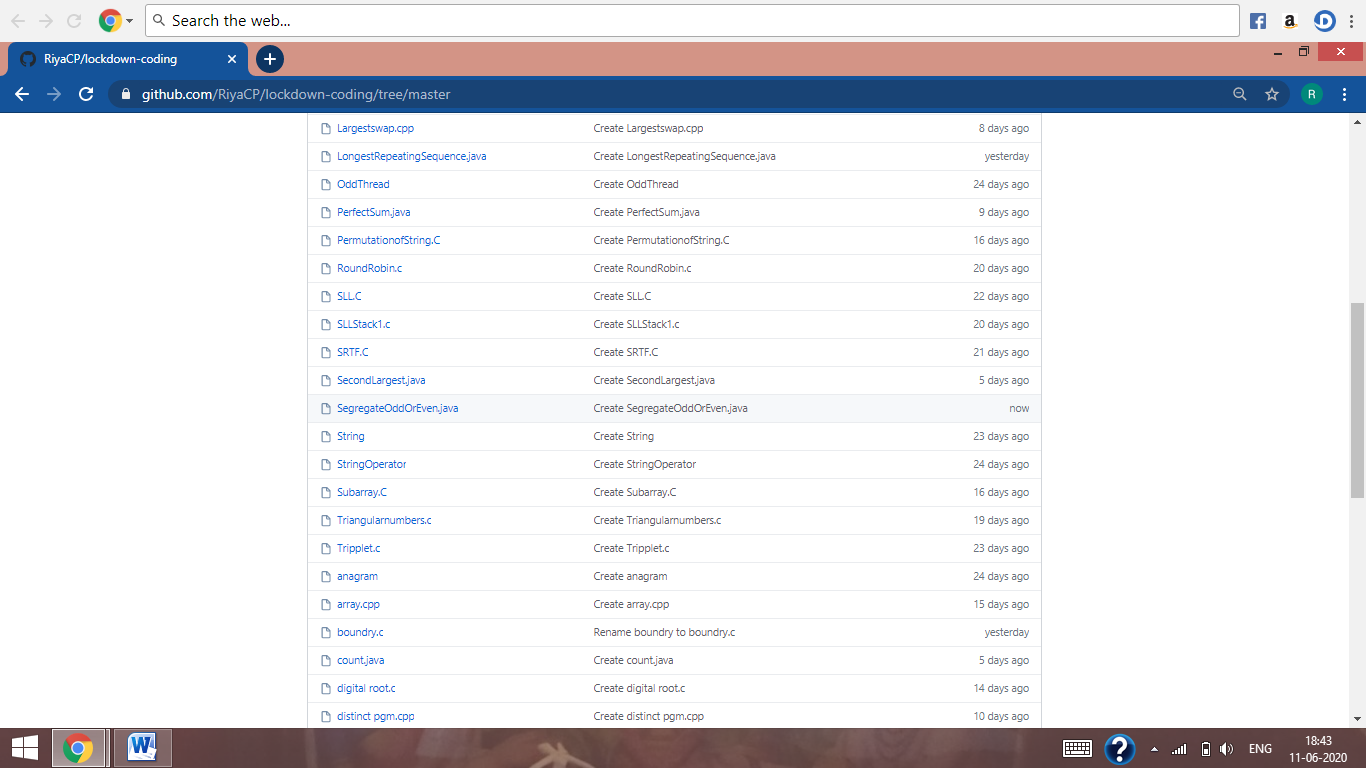 Search the web...
RiyaCP/lockdown-coding
github.com/RiyaCP/lockdown-coding/tree/master
R
Largestswap.cpp Create Largestswap.cpp 8 days ago
LongestRepeatingSequence.java Create LongestRepeatingSequence.java yesterday
OddThread Create OddThread 24 days ago
PerfectSum.java Create PerfectSum.java 9 days ago
PermutationofString.C Create PermutationofString.C 16 days ago
RoundRobin.c Create RoundRobin.c 20 days ago
SLL.C Create SLL.C 22 days ago
SLLStack1.c Create SLLStack1.c 20 days ago
SRTF.C Create SRTF.C 21 days ago
SecondLargest.java Create SecondLargest.java 5 days ago
SegregateOddOrEven.java Create SegregateOddOrEven.java now
String Create String 23 days ago
StringOperator Create StringOperator 24 days ago
Subarray.C Create Subarray.C 16 days ago
Triangularnumbers.c Create Triangularnumbers.c 19 days ago
Tripplet.c Create Tripplet.c 23 days ago
anagram Create anagram 24 days ago
array.cpp Create array.cpp 15 days ago
boundry.c Rename boundry to boundry.c yesterday
count.java Create count.java 5 days ago
digital root.c Create digital root.c 14 days ago
distinct pgm.cpp Create distinct pgm.cpp 10 days ago
ENG 18:43
11-06-2020